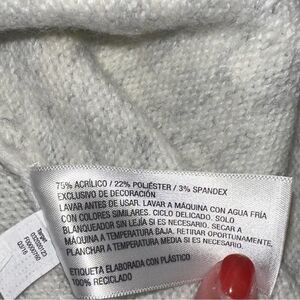 75% ACRÍLICO / 22% POLIÉSTER / 3% SPANDEX
EXCLUSIVO DE DECORACIÓN
LAVAR ANTES DE USAR. LAVAR A MÁQUINA CON AGUA FRÍA
CON COLORES SIMILARES. CICLO DELICADO. SOLO
BLANQUEADOR SIN LEJÍA SI ES NECESARIO. SECAR A
MÁQUINA A TEMPERATURA BAJA. RETIRAR OPORTUNAMENTE.
PLANCHAR A TEMPERATURA MEDIA SI ES NECESARIO.
ETIQUETA ELABORADA CON PLÁSTICO
100% RECICLADO
Target